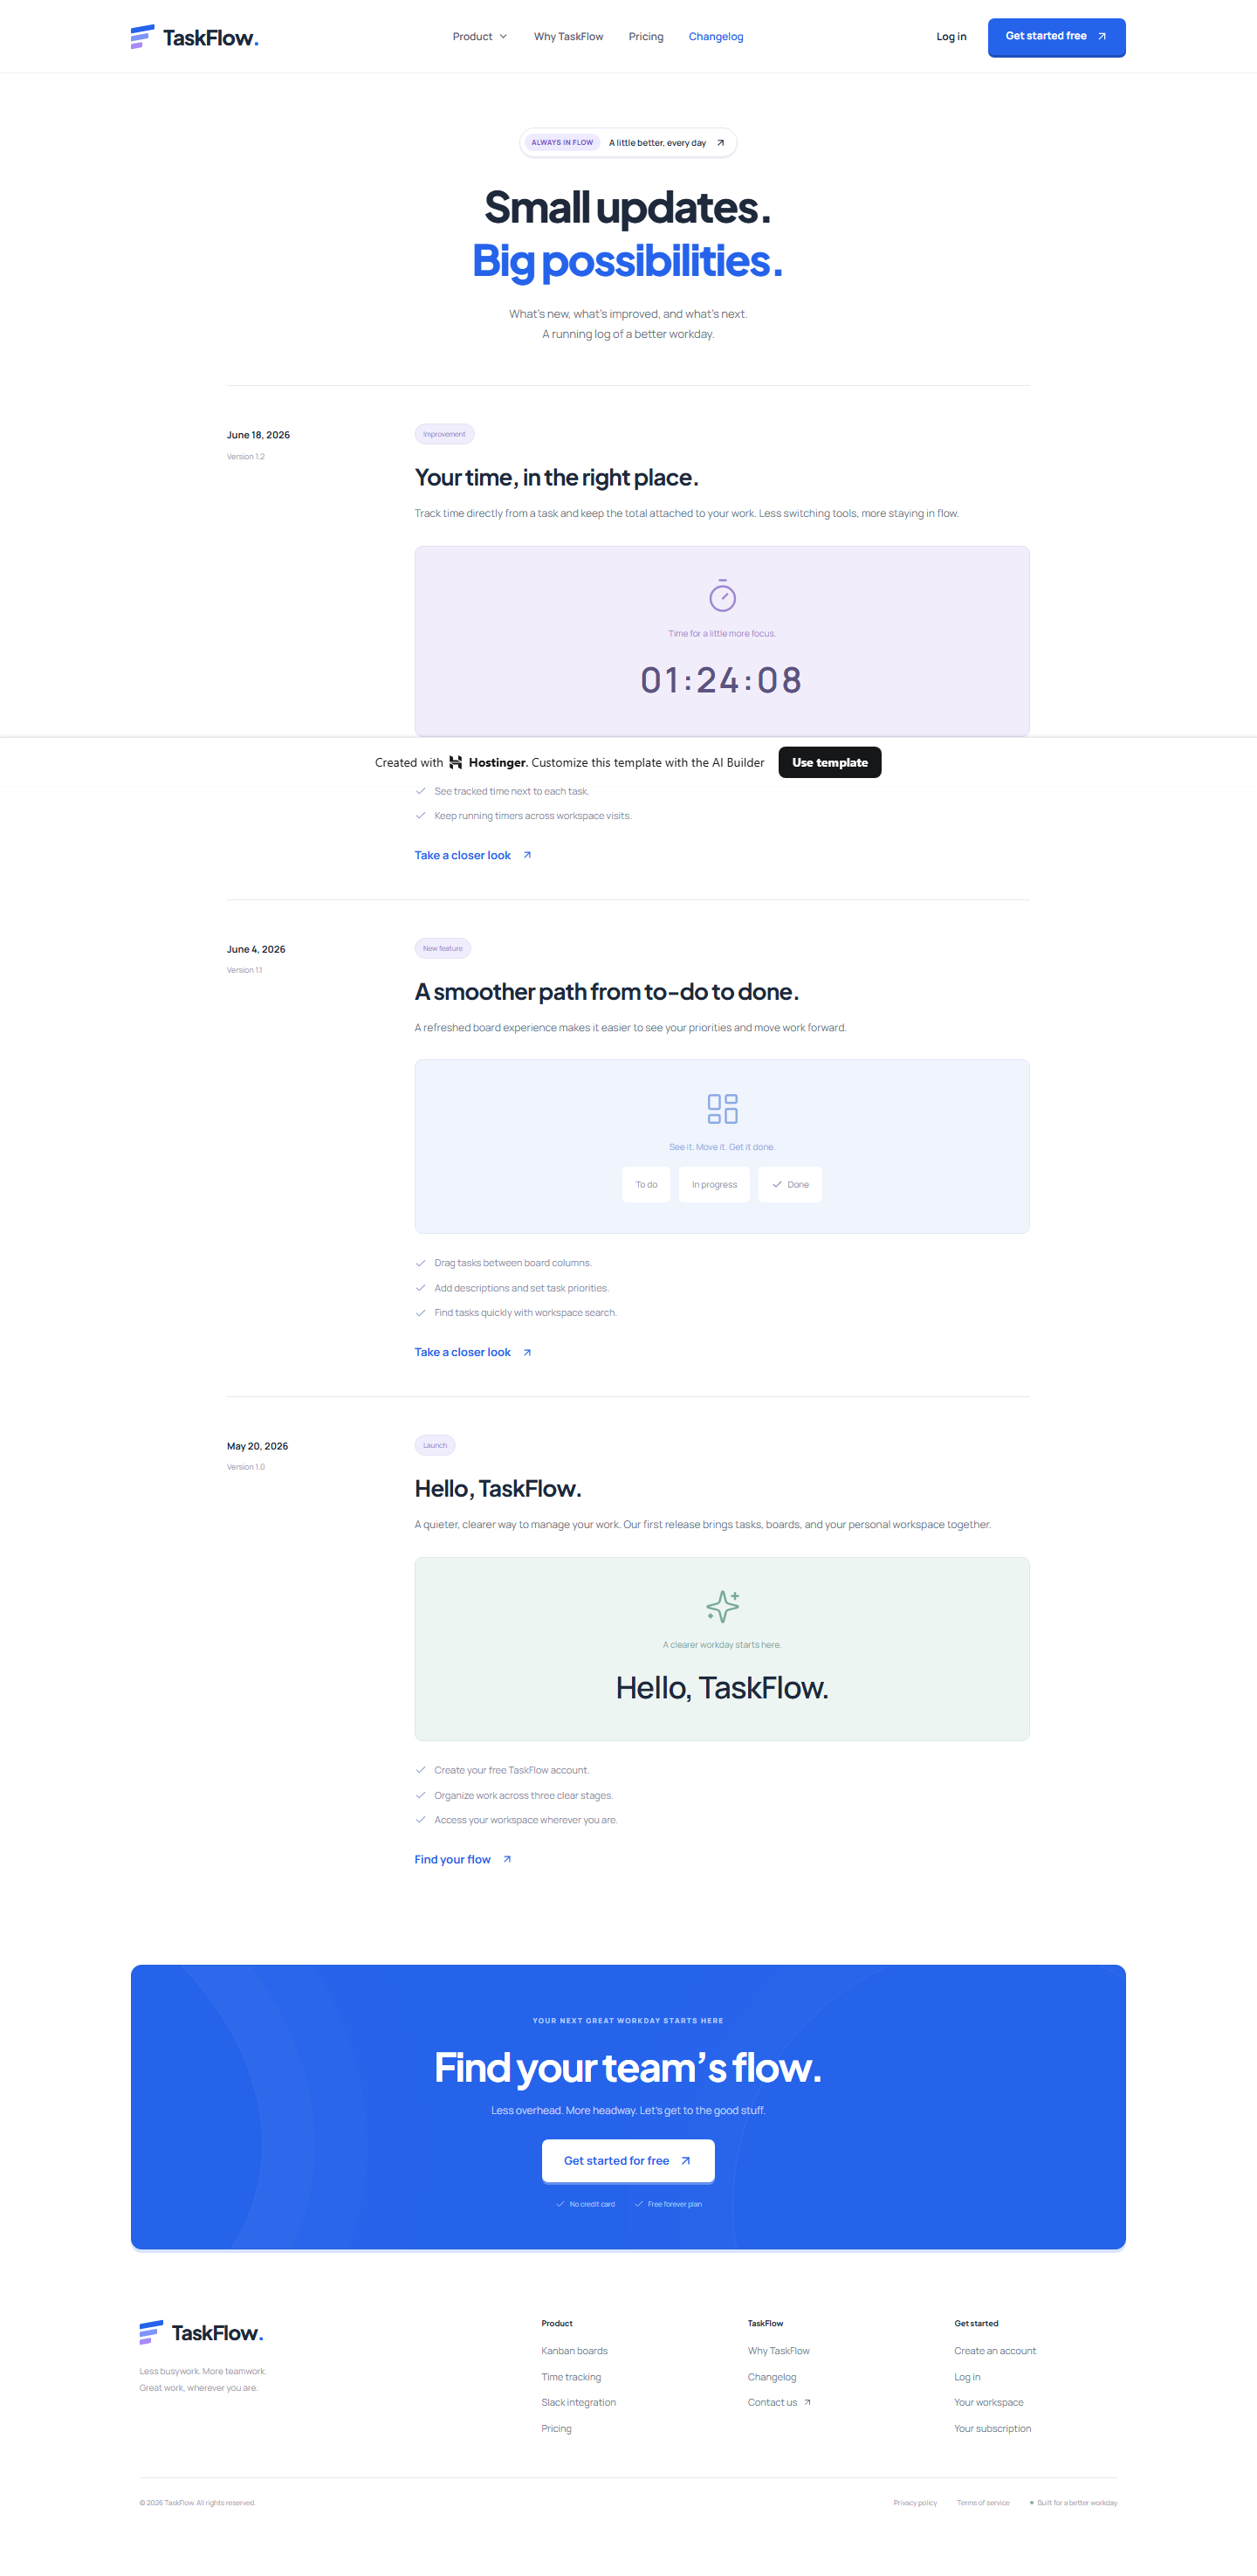 TaskFlow.
Product
Why TaskFlow
Pricing
Changelog
Log in
Get started free
ALWAYS IN FLOW
A little better, every day
Small updates.
Big possibilities.
What's new, what's improved, and what's next.
A running log of a better workday.
June 18, 2026
Version 1.2
Improvement
Your time, in the right place.
Track time directly from a task and keep the total attached to your work. Less switching tools, more staying in flow.
Time for a little more focus.
01:24:08
Created with Hostinger. Customize this template with the AI Builder
Use template
See tracked time next to each task.
Keep running timers across workspace visits.
Take a closer look
June 4, 2026
Version 1.1
New feature
A smoother path from to-do to done.
A refreshed board experience makes it easier to see your priorities and move work forward.
See it. Move it. Get it done.
To do
In progress
Done
Drag tasks between board columns.
Add descriptions and set task priorities.
Find tasks quickly with workspace search.
Take a closer look
May 20, 2026
Version 1.0
Launch
Hello, TaskFlow.
A quieter, clearer way to manage your work. Our first release brings tasks, boards, and your personal workspace together.
A clearer workday starts here.
Hello, TaskFlow.
Create your free TaskFlow account.
Organize work across three clear stages.
Access your workspace wherever you are.
Find your flow
YOUR NEXT GREAT WORKDAY STARTS HERE
Find your team’s flow.
Less overhead. More headway. Let's get to the good stuff.
Get started for free
No credit card
Free forever plan
TaskFlow.
Less busywork. More teamwork.
Great work, wherever you are.
Product
Kanban boards
Time tracking
Slack integration
Pricing
TaskFlow
Why TaskFlow
Changelog
Contact us
Get started
Create an account
Log in
Your workspace
Your subscription
© 2026 TaskFlow. All rights reserved.
Privacy policy
Terms of service
Built for a better workday